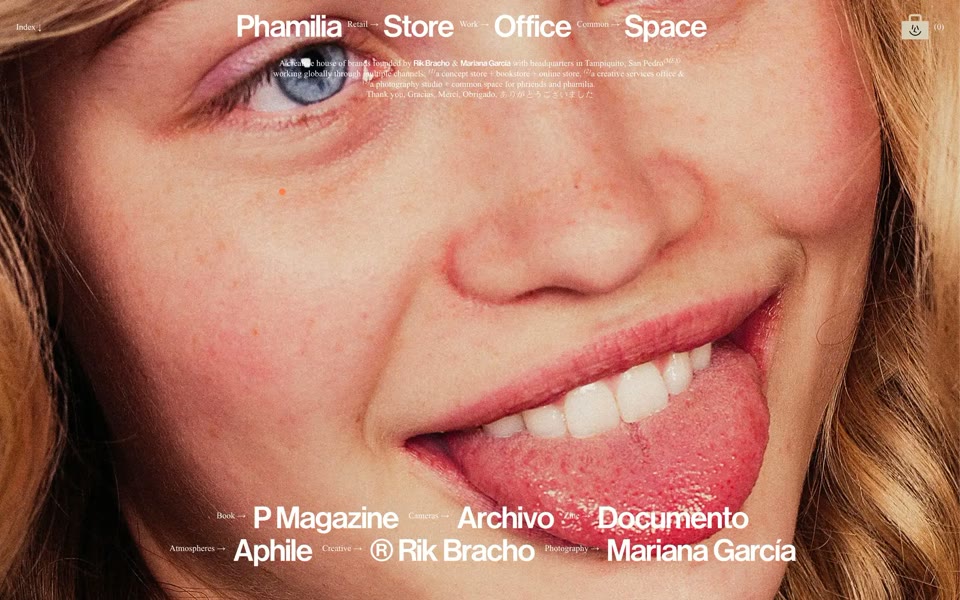 Index ↓
Phamilia Retail → Store Work → Office Common → Space
(0)
A creative house of brands founded by Rik Bracho & Mariana García with headquarters in Tampiquito, San Pedro
working globally through multiple channels; a concept store + bookstore + online store, a creative services office &
a photography studio + common space for phriends and phamilia.
Thank you, Gracias, Merci, Obrigado, ありがとうございました
Book → P Magazine Cameras → Archivo Zine Documento
Atmospheres → Aphile Creative → ® Rik Bracho Photography → Mariana García